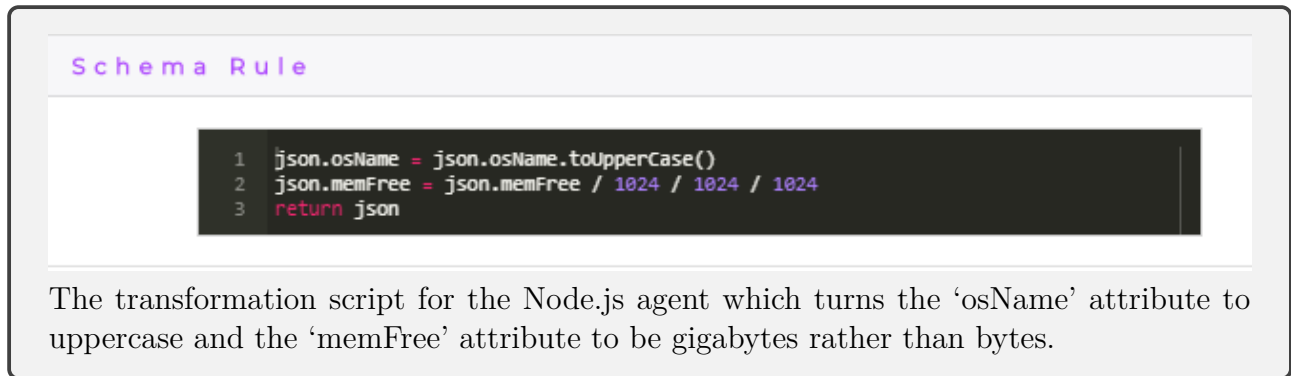 Schema Rule
1 json.osName = json.osName.toUpperCase()
2 json.memFree = json.memFree / 1024 / 1024 / 1024
3 return json
The transformation script for the Node.js agent which turns the ‘osName’ attribute to
uppercase and the ‘memFree’ attribute to be gigabytes rather than bytes.